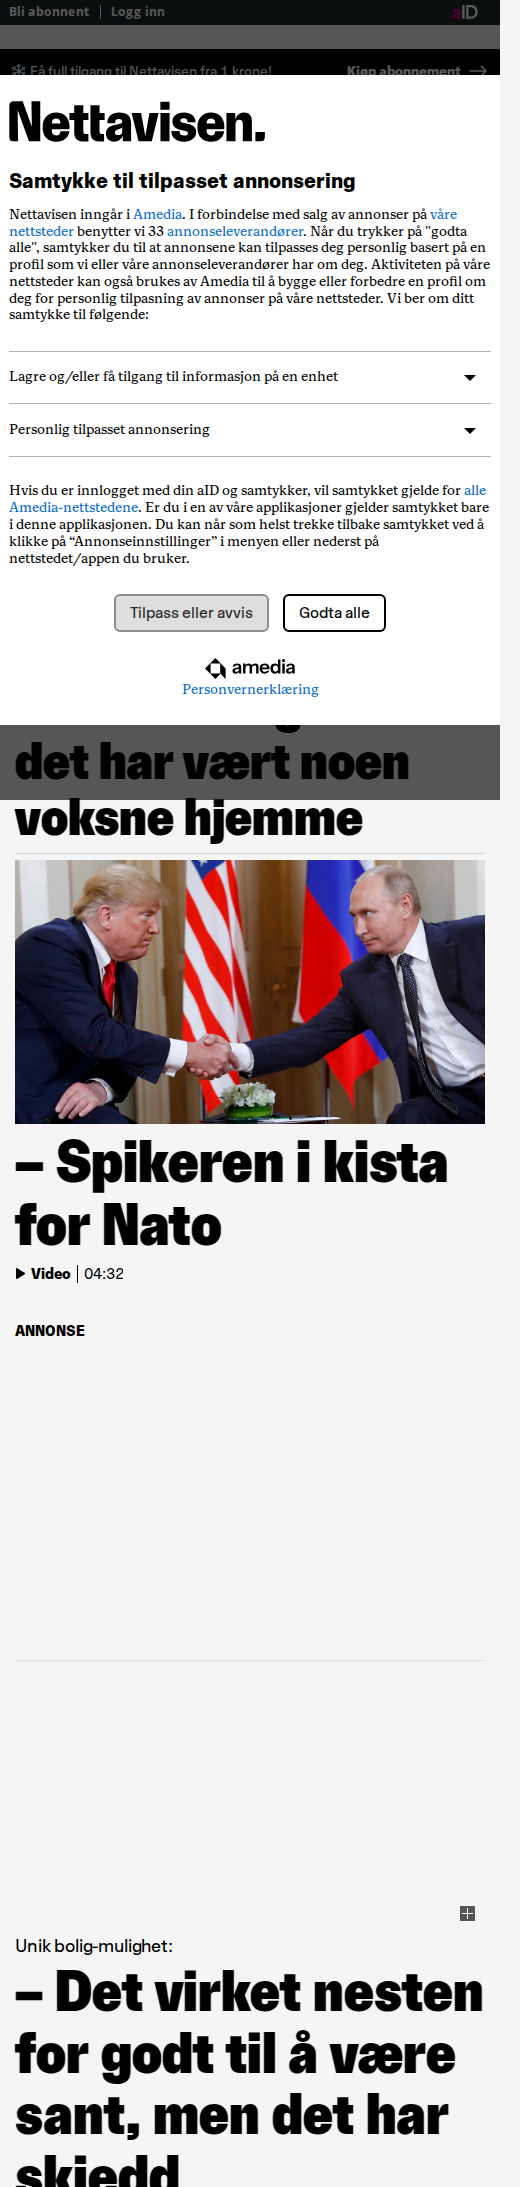 Bli abonnent
Logg inn
aID
Få full tilgang til Nettavisen fra 1 krone!
Kjøp abonnement
Nettavisen.
Samtykke til tilpasset annonsering
Nettavisen inngår i Amedia. I forbindelse med salg av annonser på våre
nettsteder benytter vi 33 annonseleverandører. Når du trykker på "godta
alle", samtykker du til at annonsene kan tilpasses deg personlig basert på en
profil som vi eller våre annonseleverandører har om deg. Aktiviteten på våre
nettsteder kan også brukes av Amedia til å bygge eller forbedre en profil om
deg for personlig tilpasning av annonser på våre nettsteder. Vi ber om ditt
samtykke til følgende:
Lagre og/eller få tilgang til informasjon på en enhet
Personlig tilpasset annonsering
Hvis du er innlogget med din aID og samtykker, vil samtykket gjelde for alle
Amedia-nettstedene. Er du i en av våre applikasjoner gjelder samtykket bare
i denne applikasjonen. Du kan når som helst trekke tilbake samtykket ved å
klikke på “Annonseinnstillinger” i menyen eller nederst på
nettstedet/appen du bruker.
Tilpass eller avvis
Godta alle
amedia
Personvernerklæring
det har vært noen
voksne hjemme
– Spikeren i kista
for Nato
Video
04:32
ANNONSE
Unik bolig-mulighet:
– Det virket nesten
for godt til å være
sant, men det har
skjedd